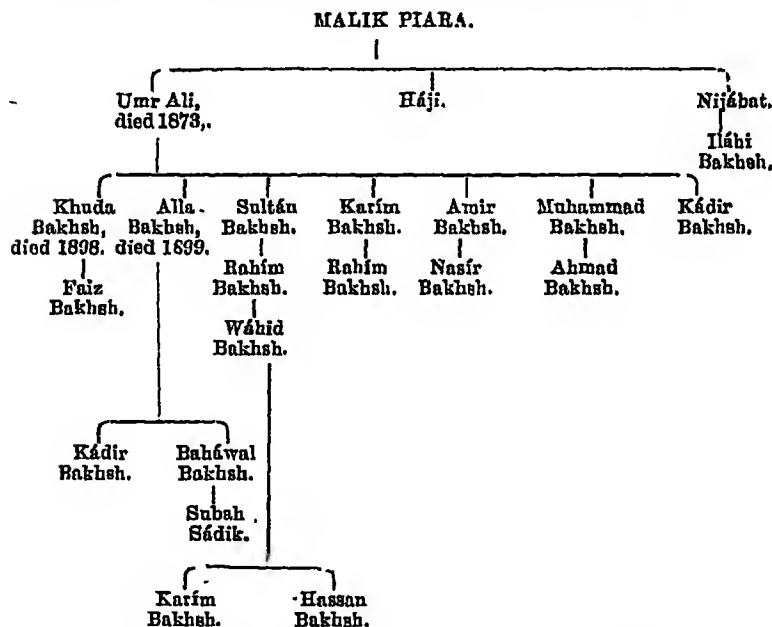 MALIK PIARA.
Umr Ali, Háji. Nijábat.
died 1873,.
Iláhi
Bakhsh.
Khuda Alla Sultán Karím Amir Muhammad Kádir
Bakhsh, Bakhsh, Bakhsh. Bakhsh. Bakhsh. Bakhsh. Bakhsh.
died 1898. died 1899.
Faiz Rahím Rahím Nasír Ahmad
Bakhsh. Bakhsh. Bakhsh. Bakhsh. Bakhsh.
Wáhid
Bakhsh.
Kádir Baháwal
Bakhsh. Bakhsh.
Subah
Sádik.
Karím Hassan
Bakhsh. Bakhsh.